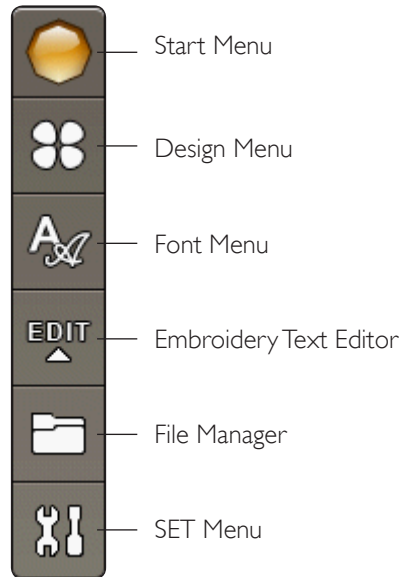 Start Menu
Design Menu
A A Font Menu
EDIT Embroidery Text Editor
File Manager
SET Menu